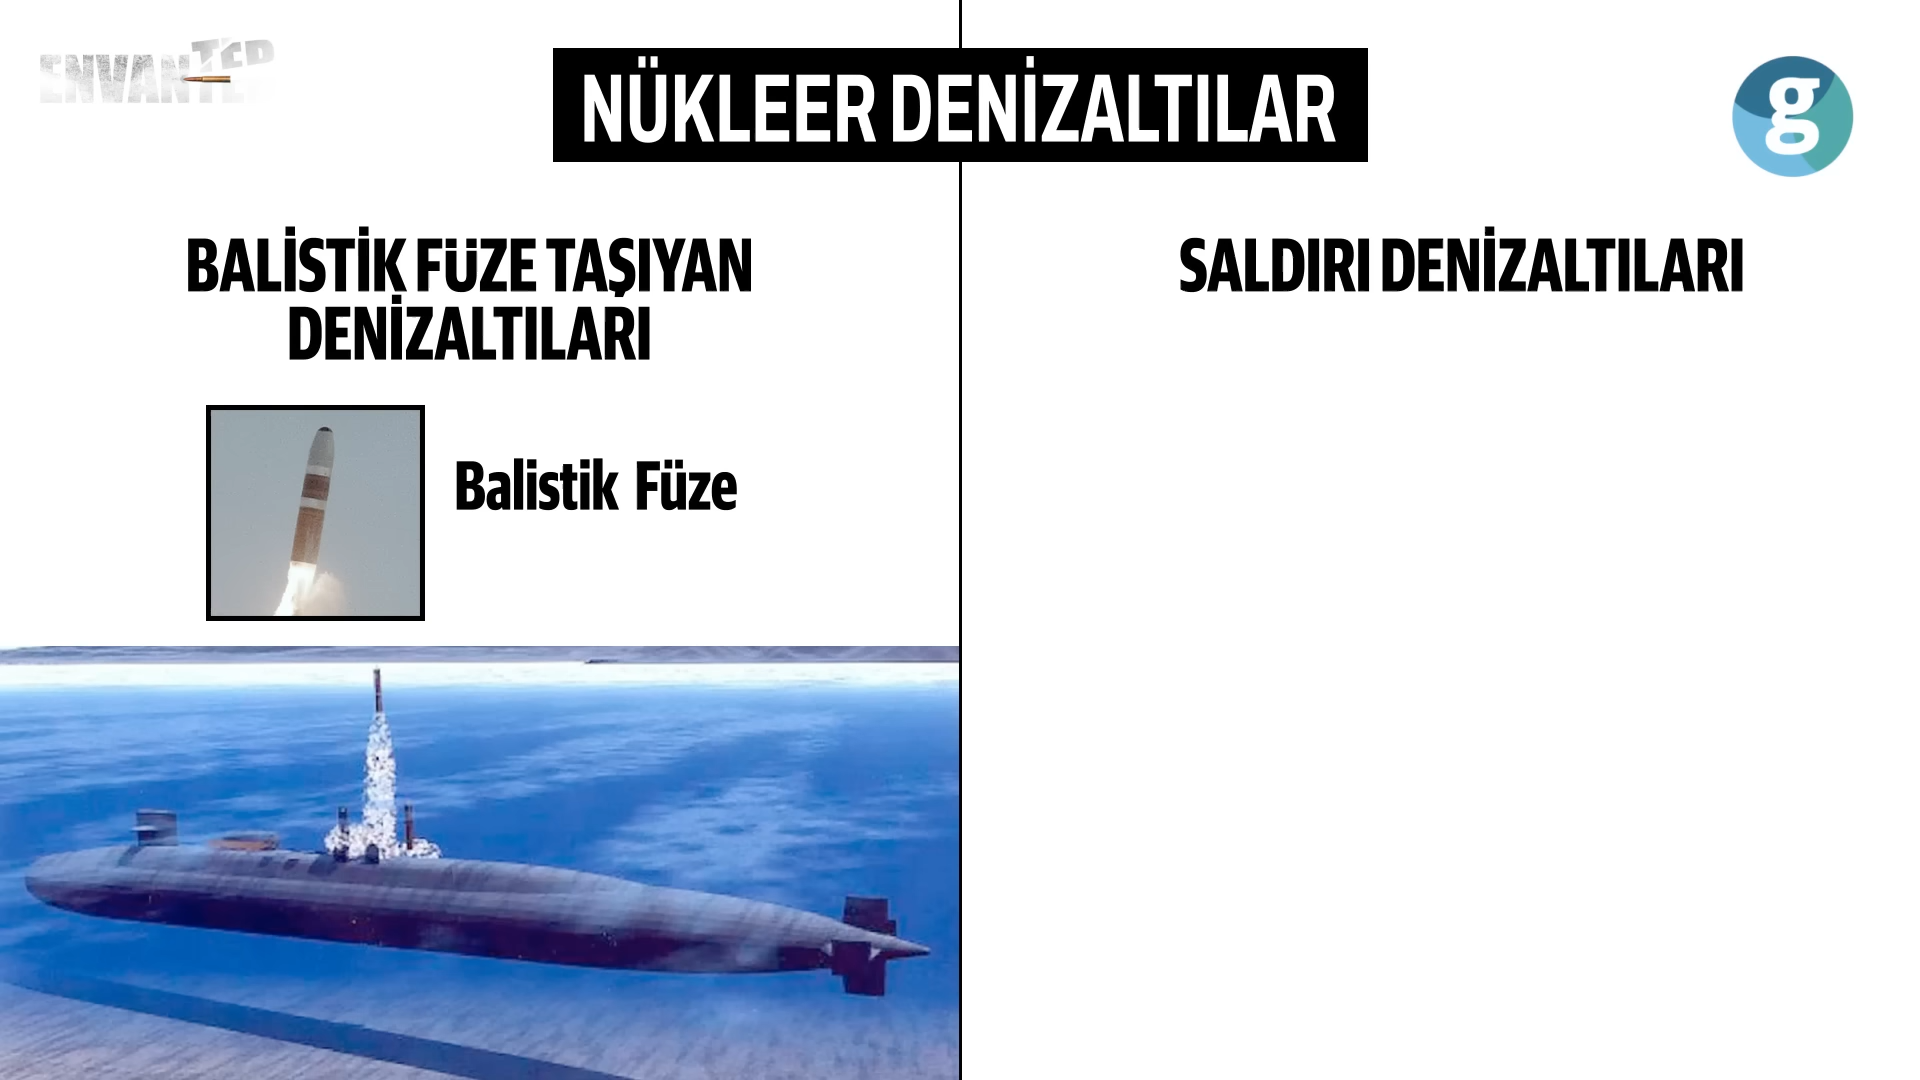 ENVANTER
NÜKLEER DENİZALTILAR
g
BALİSTİK FÜZE TAŞIYAN
DENİZALTILARI
SALDIRI DENİZALTILARI
Balistik Füze